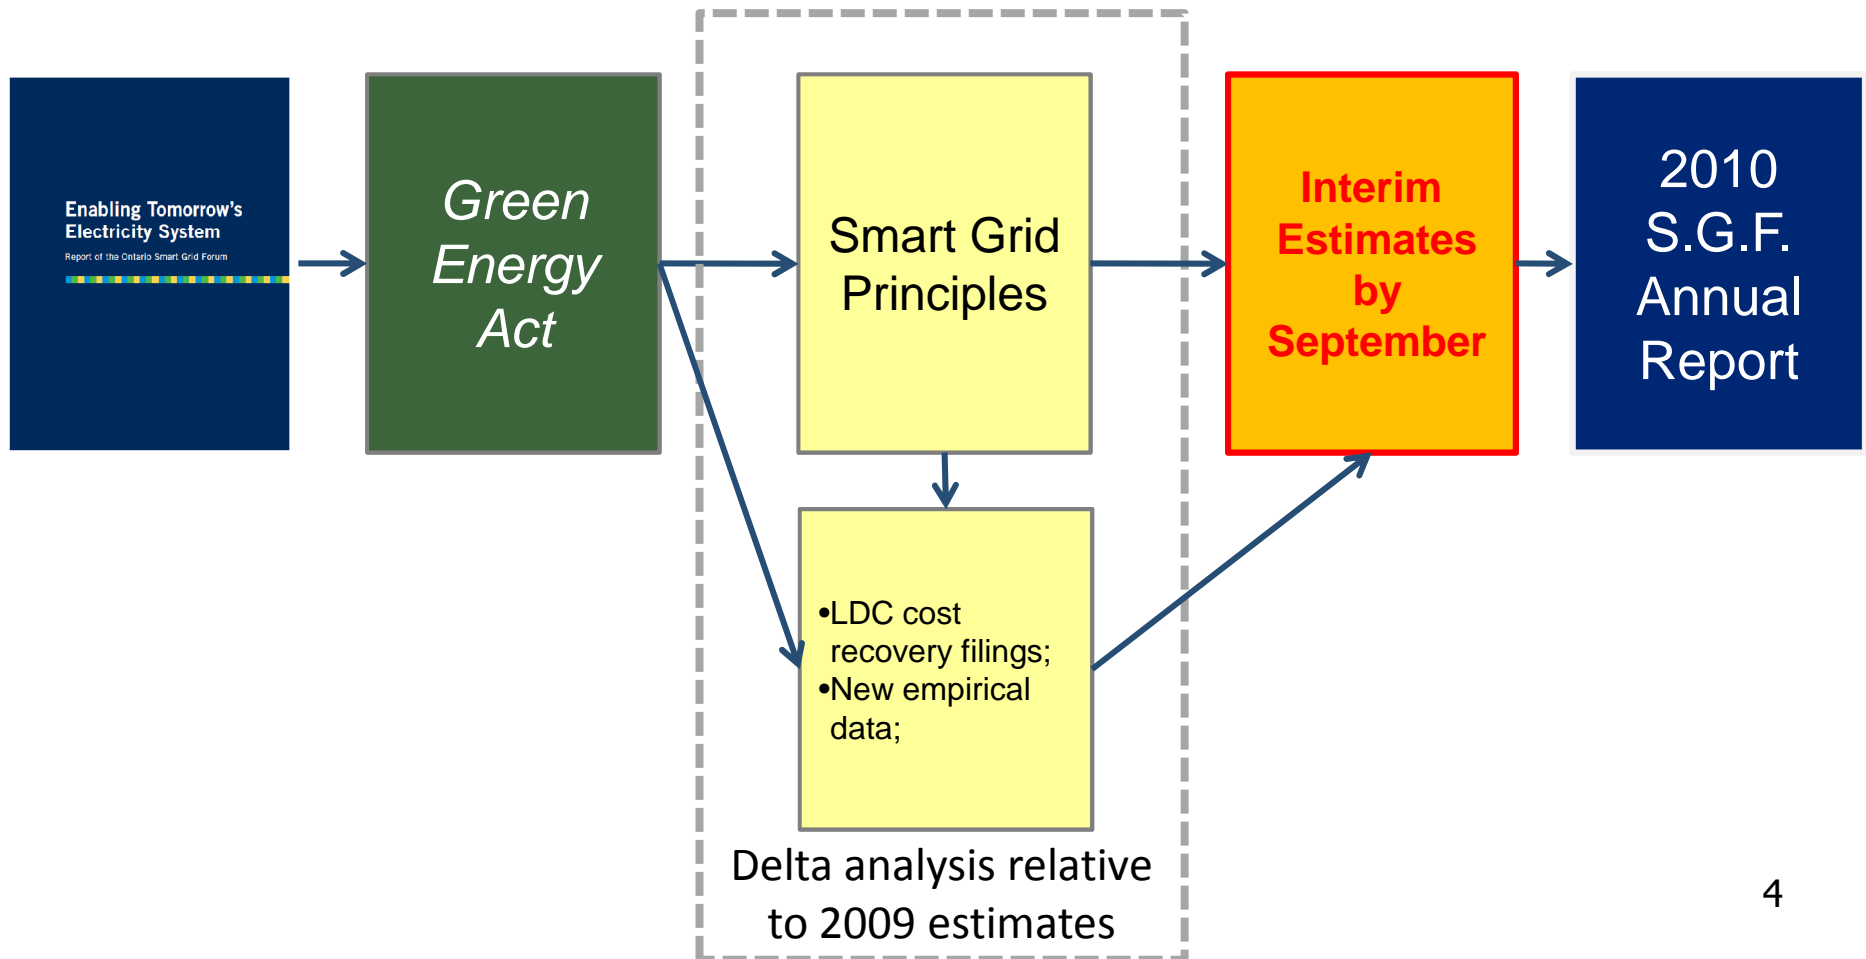 Enabling Tomorrow's
Electricity System
Report of the Ontario Smart Grid Forum
Green
Energy
Act
Smart Grid
Principles
Interim
Estimates
by
September
2010
S.G.F.
Annual
Report
•LDC cost
recovery filings;
•New empirical
data;
Delta analysis relative
to 2009 estimates
4